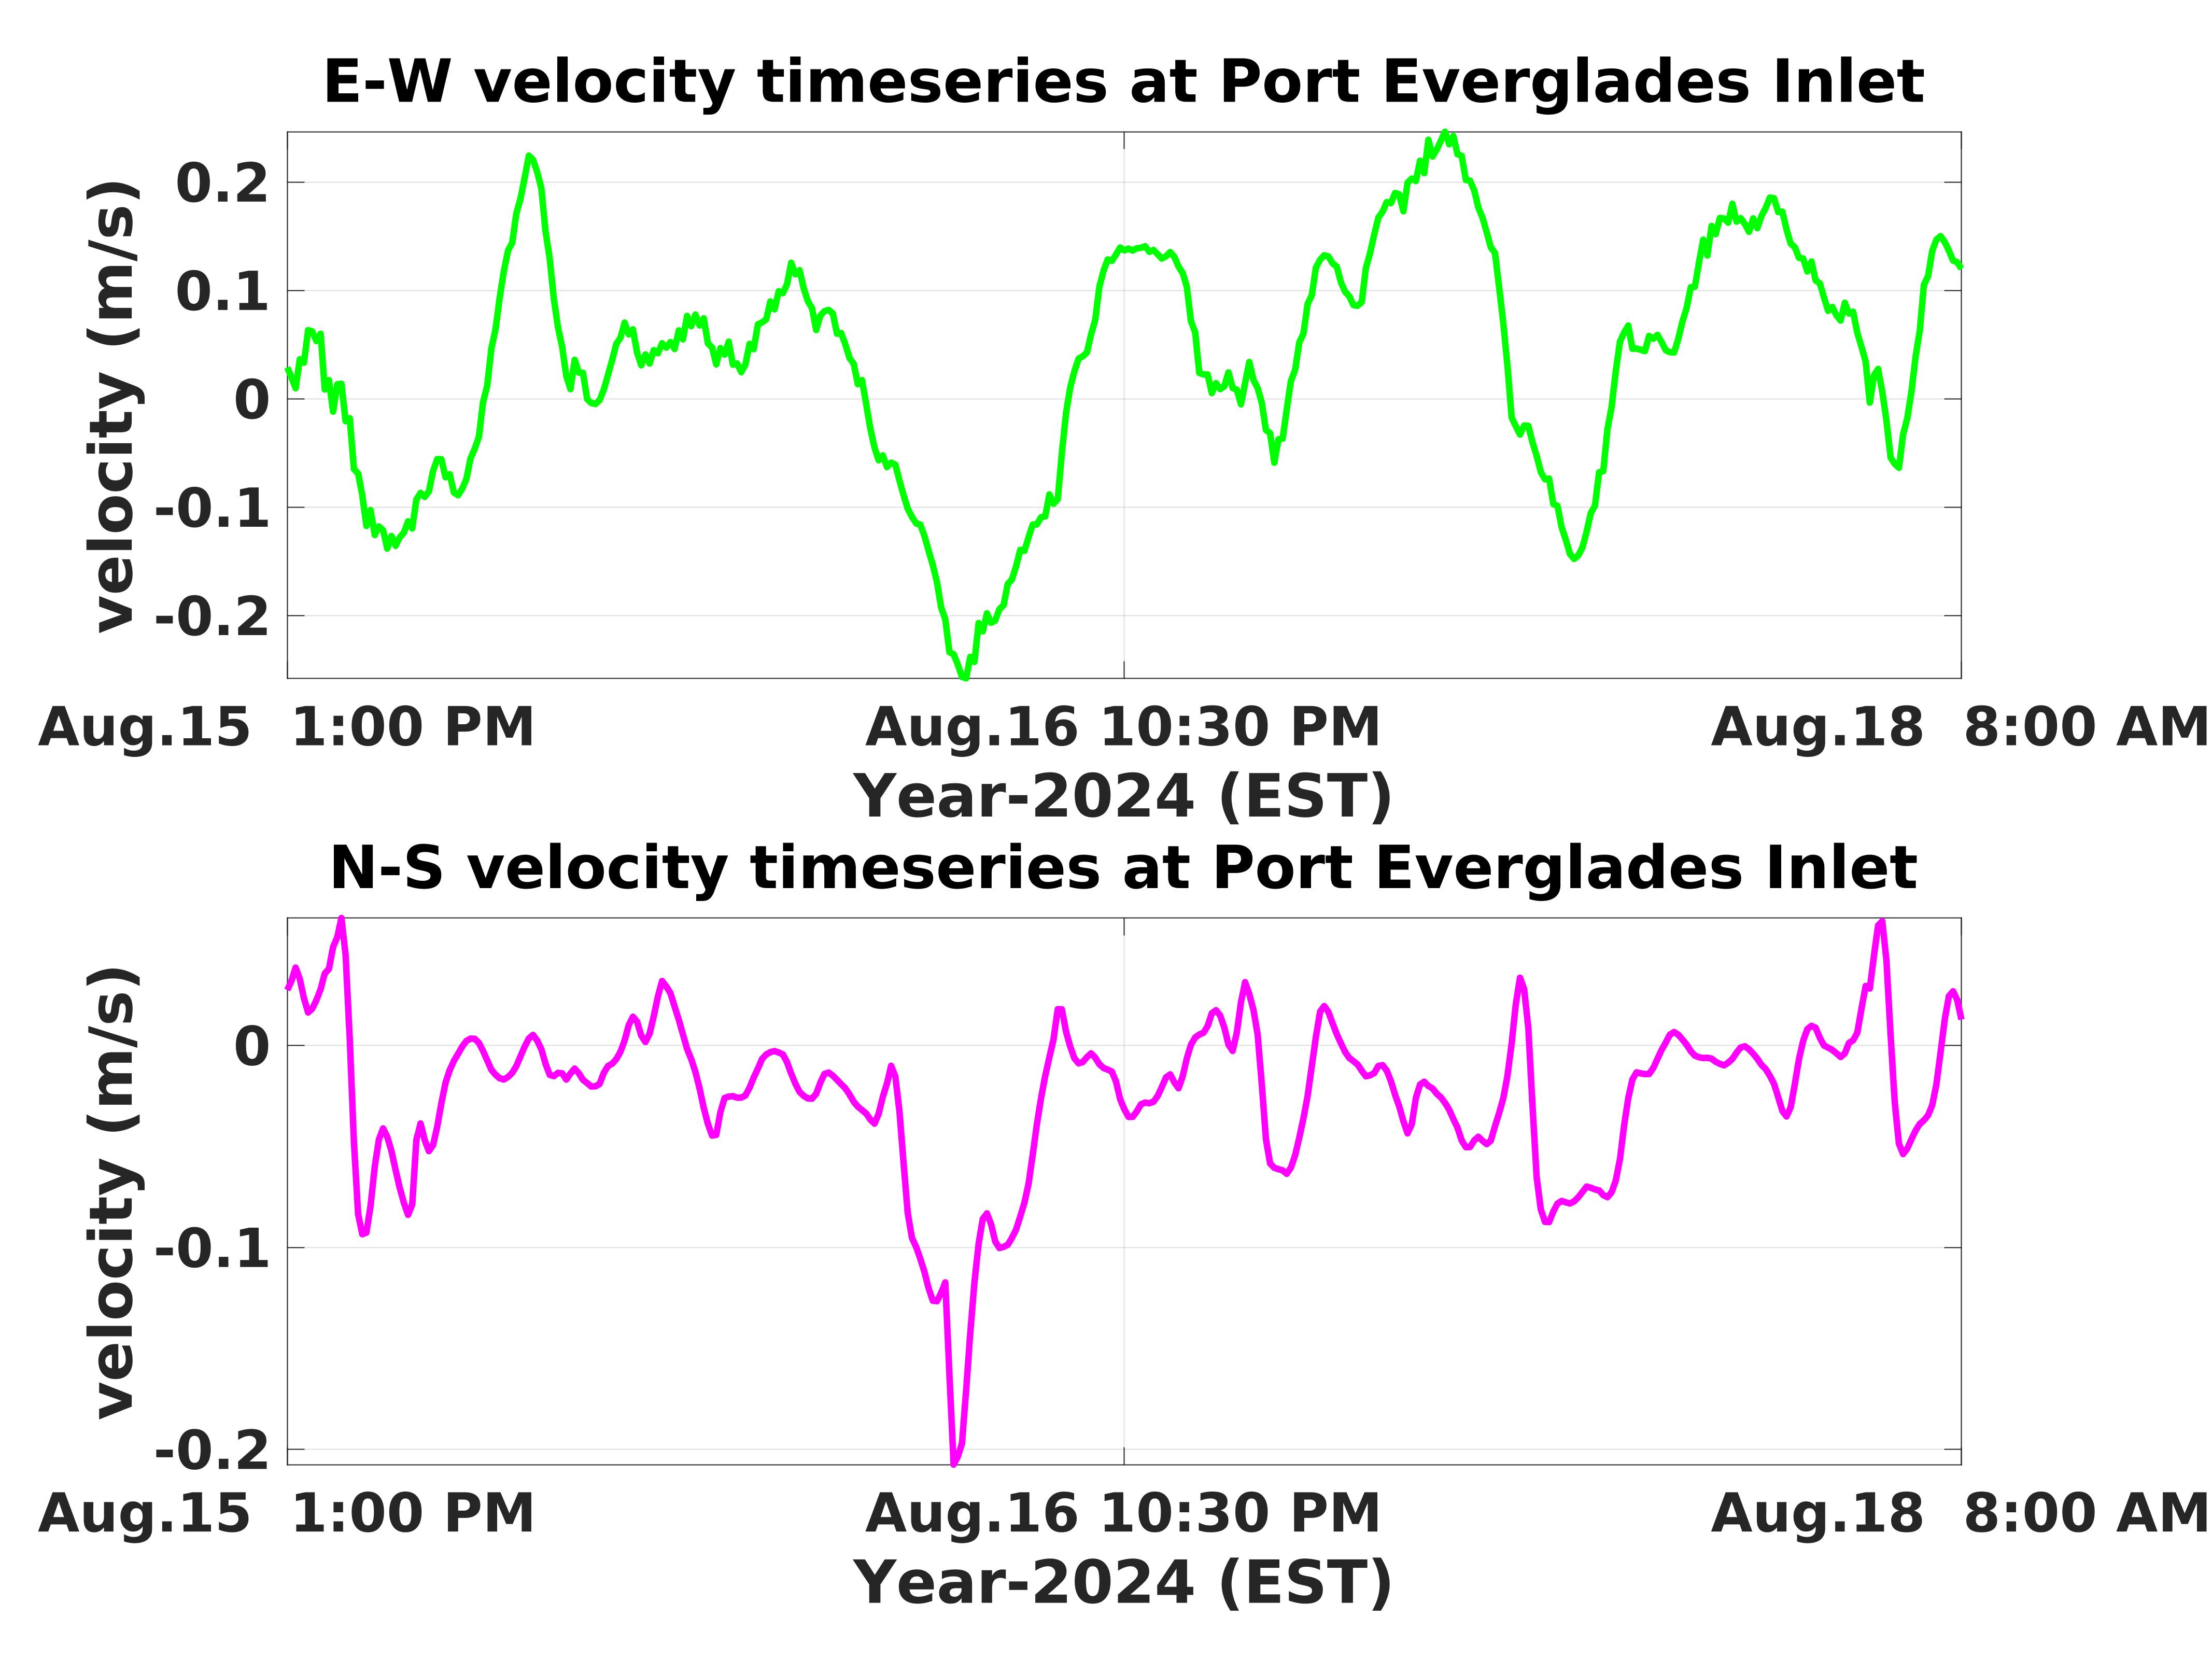 E-W velocity timeseries at Port Everglades Inlet
velocity (m/s)
0.2
0.1
0
-0.1
-0.2
Aug.15  1:00 PM
Aug.16 10:30 PM
Aug.18  8:00 AM
Year-2024 (EST)
N-S velocity timeseries at Port Everglades Inlet
velocity (m/s)
0
-0.1
-0.2
Aug.15  1:00 PM
Aug.16 10:30 PM
Aug.18  8:00 AM
Year-2024 (EST)